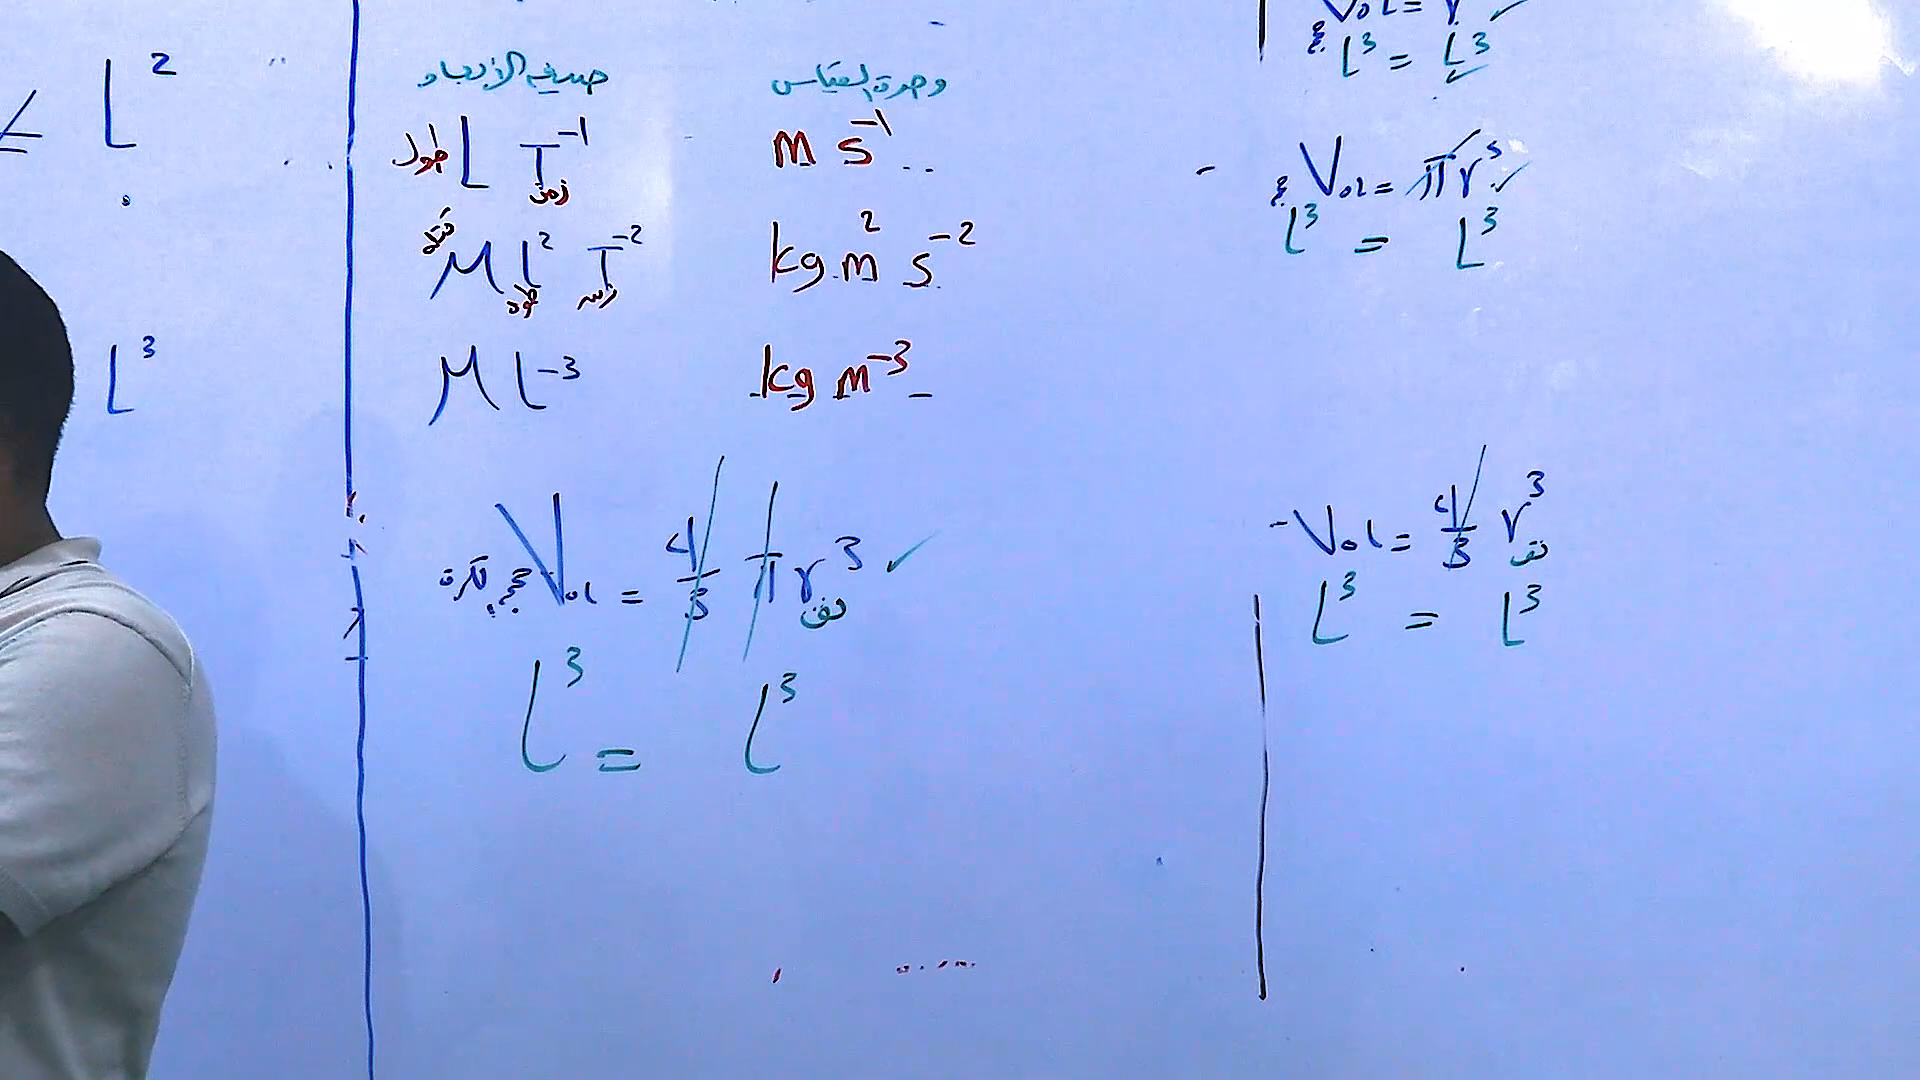 L²
L³
صيغة الأبعاد وحدة القياس
طول L T⁻¹ m s⁻¹
زمن
كتلة M L² T⁻² kg m² s⁻²
طول زمن
M L⁻³ kg m⁻³
حجم الكرة Vol = 4/3 π r³ ✓
نق
L³ = L³
Vol = r³ ✓
L³ = L³
- Vol = π r³ ✓
L³ = L³
- Vol = 4/3 r³
نق
L³ = L³